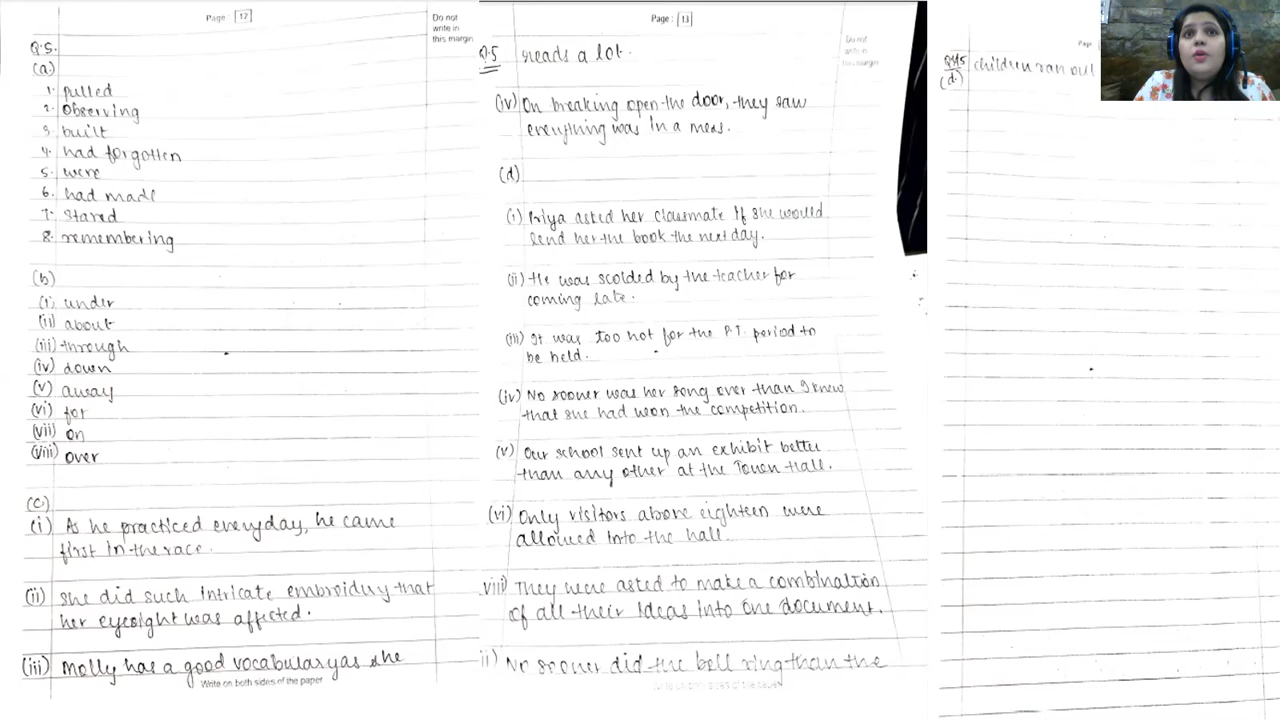 Page: 12
Do not
write in
this margin
Q.5.
(a)
1. pulled
2. Observing
3. built
4. had forgotten
5. were
6. had made
7. stared
8. remembering
(b)
(i) under
(ii) about
(iii) through
(iv) down
(v) away
(vi) for
(vii) on
(viii) over
(c)
(i) As he practiced everyday, he came
first in the race.
(ii) She did such intricate embroidery that
her eyesight was affected.
(iii) Molly has a good vocabulary as she
Write on both sides of the paper
Page: 13
Do not
write in
this margin
Q.5 reads a lot.
(iv) On breaking open the door, they saw
everything was in a mess.
(d)
(i) Priya asked her classmate if she would
lend her the book the next day.
(ii) He was scolded by the teacher for
coming late.
(iii) It was too hot for the P.T. period to
be held.
(iv) No sooner was her song over than I knew
that she had won the competition.
(v) Our school sent up an exhibit better
than any other at the Town Hall.
(vi) Only visitors above eighteen were
allowed into the hall.
viii) They were asked to make a combination
of all their ideas into one document.
ii) No sooner did the bell ring than the
Page
(d) children ran out